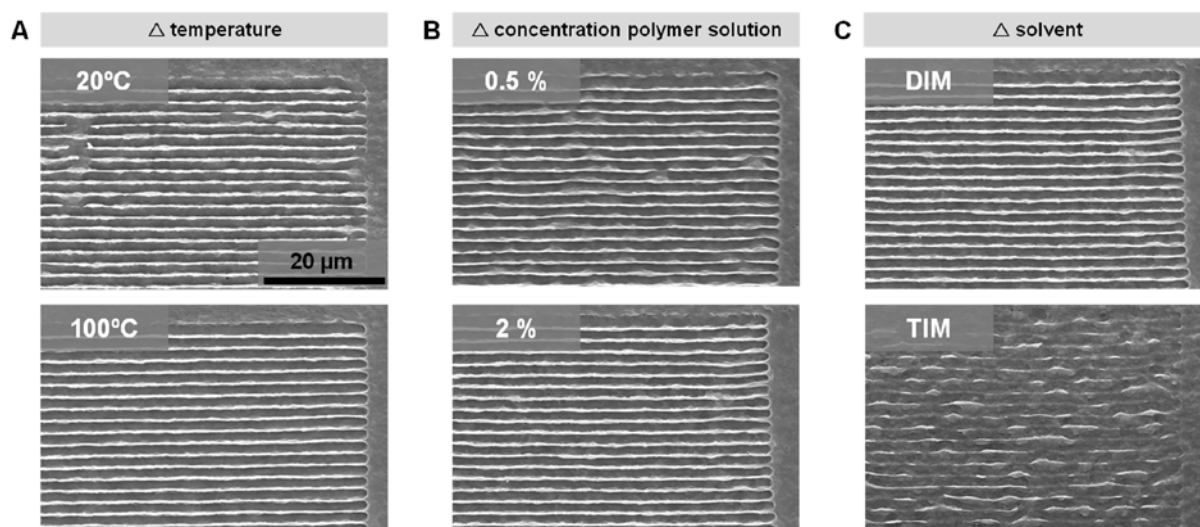 A
△ temperature
20ºC
20 µm
100ºC
B
△ concentration polymer solution
0.5 %
2 %
C
△ solvent
DIM
TIM